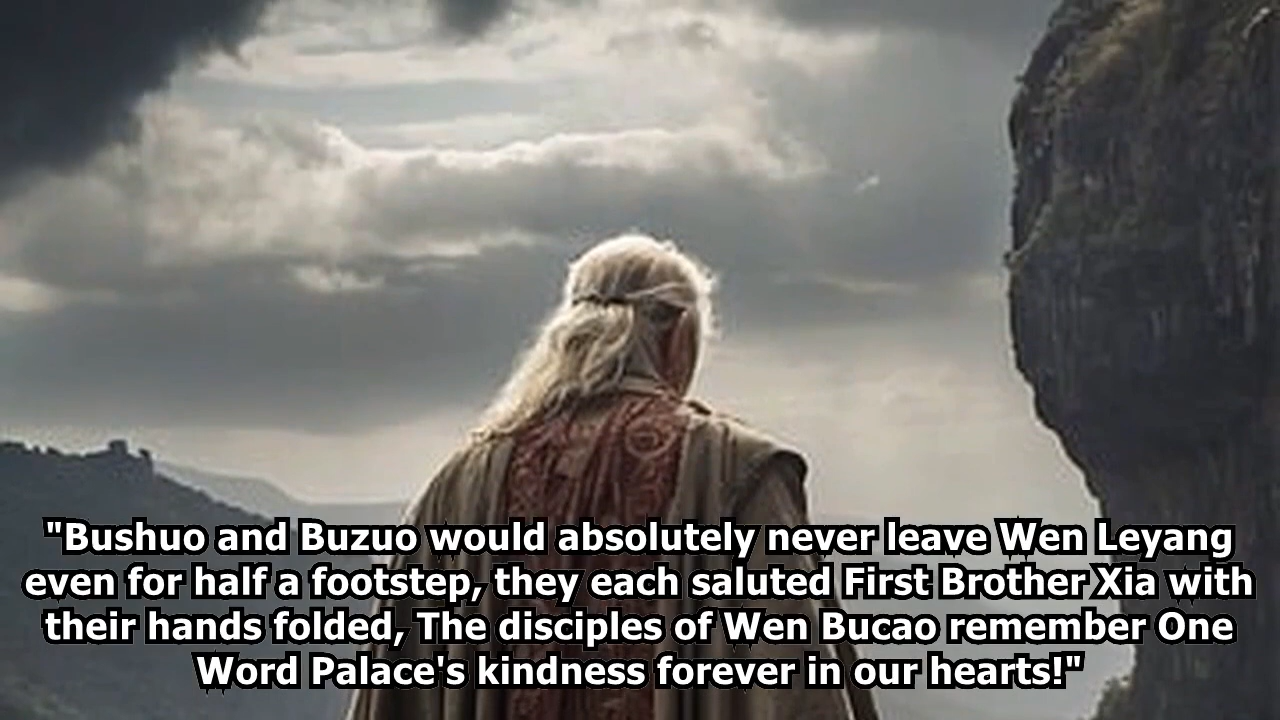 "Bushuo and Buzuo would absolutely never leave Wen Leyang
even for half a footstep, they each saluted First Brother Xia with
their hands folded, The disciples of Wen Bucao remember One
Word Palace's kindness forever in our hearts!"